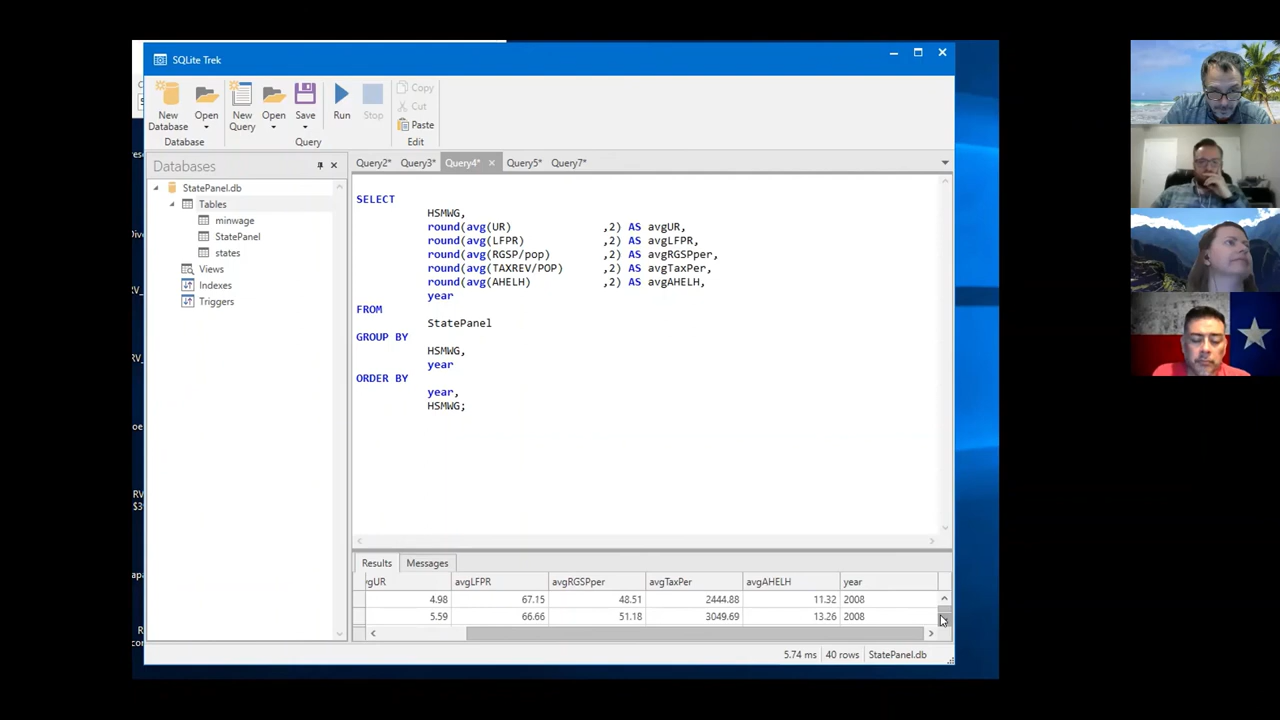 SQLite Trek
New Database
Open
New Query
Open
Save
Run
Stop
Copy
Cut
Paste
Database
Query
Edit
Databases
Query2*
Query3*
Query4*
Query5*
Query7*
StatePanel.db
Tables
minwage
StatePanel
states
Views
Indexes
Triggers
SELECT
HSMWG,
round(avg(UR) ,2) AS avgUR,
round(avg(LFPR) ,2) AS avgLFPR,
round(avg(RGSP/pop) ,2) AS avgRGSPper,
round(avg(TAXREV/POP) ,2) AS avgTaxPer,
round(avg(AHELH) ,2) AS avgAHELH,
year
FROM
StatePanel
GROUP BY
HSMWG,
year
ORDER BY
year,
HSMWG;
Results
Messages
gUR avgLFPR avgRGSPper avgTaxPer avgAHELH year
4.98 67.15 48.51 2444.88 11.32 2008
5.59 66.66 51.18 3049.69 13.26 2008
5.74 ms 40 rows StatePanel.db